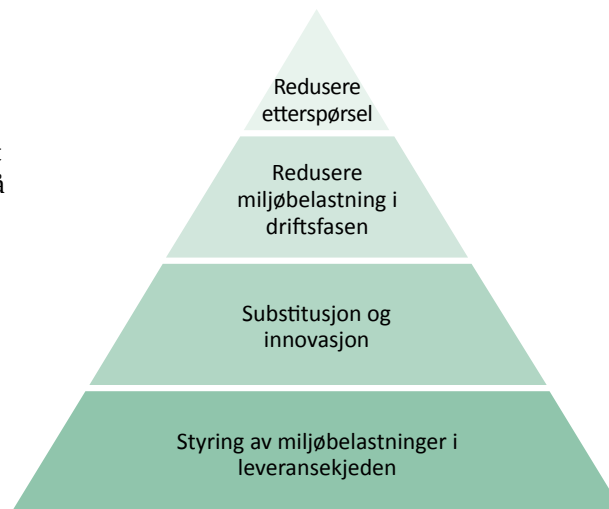 Redusere
etterspørsel
Redusere
miljøbelastning i
driftsfasen
Substitusjon og
innovasjon
Styring av miljøbelastninger i
leveransekjeden